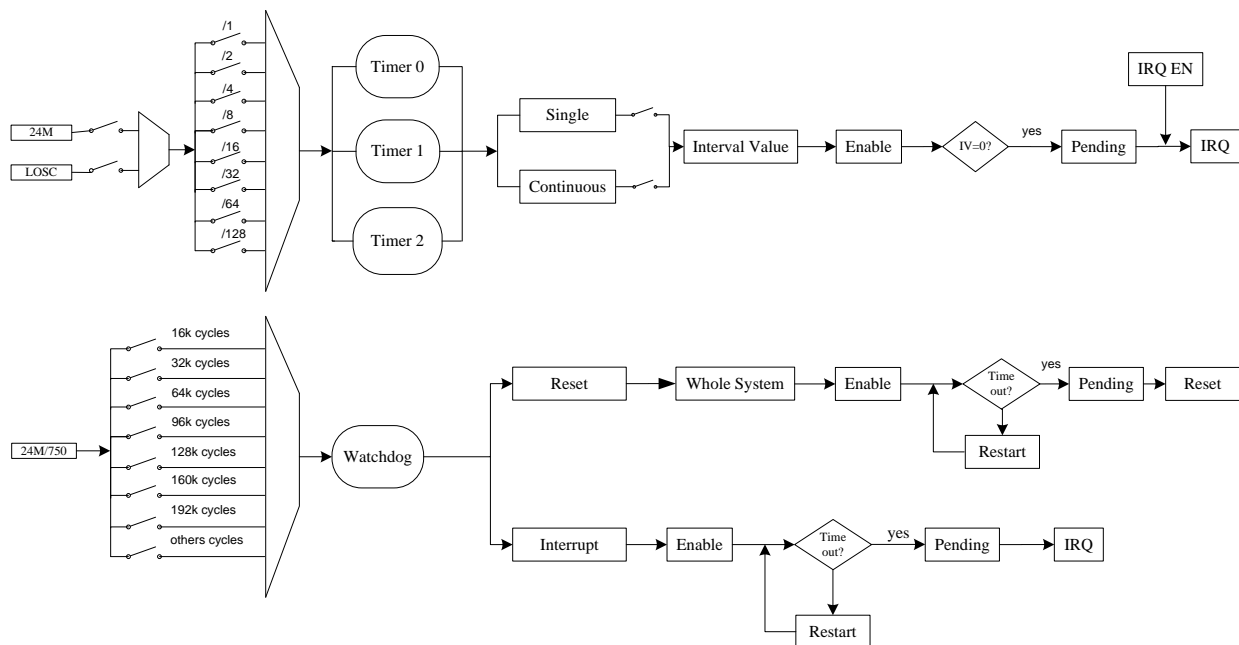 /1
/2
/4
/8
/16
/32
/64
/128
24M
LOSC
Timer 0
Timer 1
Timer 2
Single
Continuous
Interval Value
Enable
IV=0?
yes
Pending
IRQ EN
IRQ
16k cycles
32k cycles
64k cycles
96k cycles
128k cycles
160k cycles
192k cycles
others cycles
24M/750
Watchdog
Reset
Whole System
Enable
Time
out?
yes
Pending
Reset
Restart
Interrupt
Enable
Time
out?
yes
Pending
IRQ
Restart